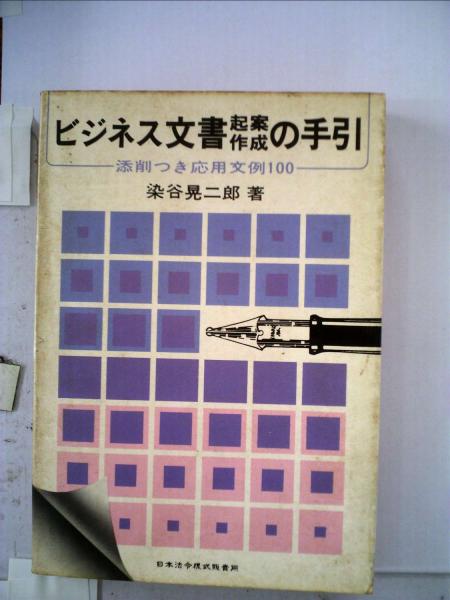 ビジネス文書起案作成の手引
添削つき応用文例100
染谷晃二郎 著
日本法令様式販売所